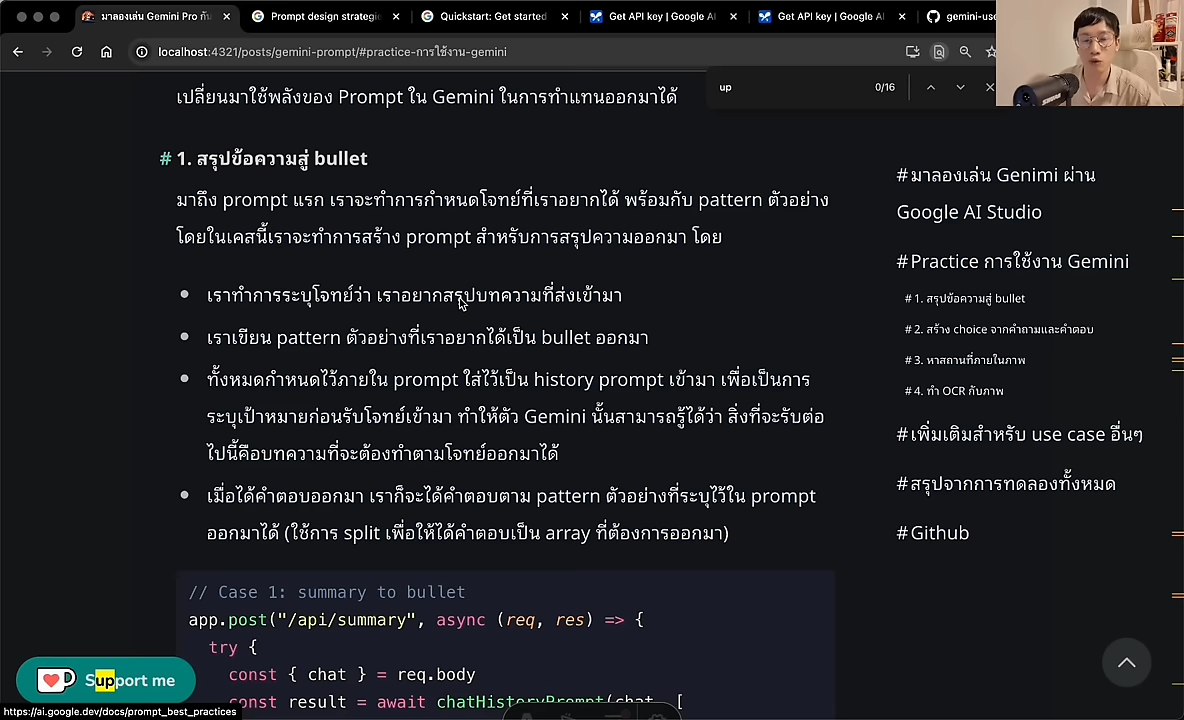 มาลองเล่น Gemini Pro กัน
Prompt design strategie
Quickstart: Get started
Get API key | Google AI
Get API key | Google AI
gemini-use
localhost:4321/posts/gemini-prompt/#practice-การใช้งาน-gemini
up
0/16
เปลี่ยนมาใช้พลังของ Prompt ใน Gemini ในการทำแทนออกมาได้
# 1. สรุปข้อความสู่ bullet
มาถึง prompt แรก เราจะทำการกำหนดโจทย์ที่เราอยากได้ พร้อมกับ pattern ตัวอย่าง
โดยในเคสนี้เราจะทำการสร้าง prompt สำหรับการสรุปความออกมา โดย
เราทำการระบุโจทย์ว่า เราอยากสรุปบทความที่ส่งเข้ามา
เราเขียน pattern ตัวอย่างที่เราอยากได้เป็น bullet ออกมา
ทั้งหมดกำหนดไว้ภายใน prompt ใส่ไว้เป็น history prompt เข้ามา เพื่อเป็นการ
ระบุเป้าหมายก่อนรับโจทย์เข้ามา ทำให้ตัว Gemini นั้นสามารถรู้ได้ว่า สิ่งที่จะรับต่อ
ไปนี้คือบทความที่จะต้องทำตามโจทย์ออกมาได้
เมื่อได้คำตอบออกมา เราก็จะได้คำตอบตาม pattern ตัวอย่างที่ระบุไว้ใน prompt
ออกมาได้ (ใช้การ split เพื่อให้ได้คำตอบเป็น array ที่ต้องการออกมา)
// Case 1: summary to bullet
app.post("/api/summary", async (req, res) => {
try {
const { chat } = req.body
const result = await chatHistoryPrompt(chat, [
#มาลองเล่น Genimi ผ่าน
Google AI Studio
#Practice การใช้งาน Gemini
#1. สรุปข้อความสู่ bullet
#2. สร้าง choice จากคำถามและคำตอบ
#3. หาสถานที่ภายในภาพ
#4. ทำ OCR กับภาพ
#เพิ่มเติมสำหรับ use case อื่นๆ
#สรุปจากการทดลองทั้งหมด
#Github
Support me
https://ai.google.dev/docs/prompt_best_practices